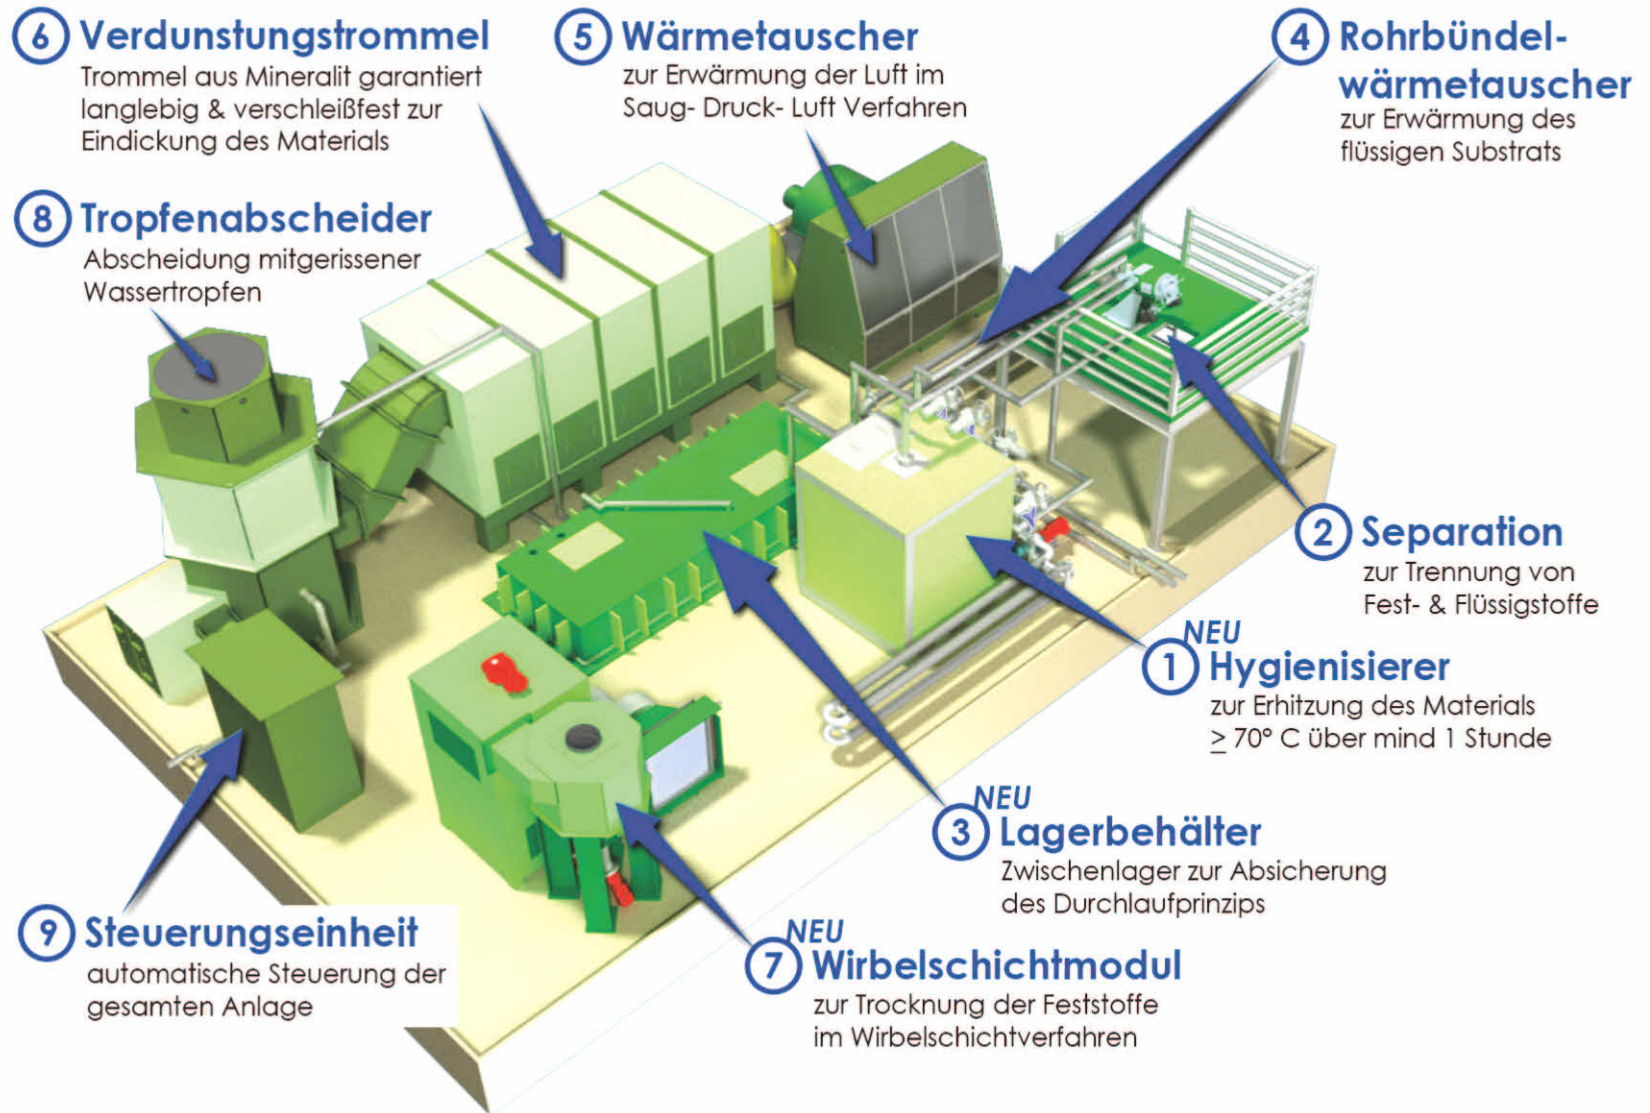 6 Verdunstungstrommel
Trommel aus Mineralit garantiert
langlebig & verschleißfest zur
Eindickung des Materials
5 Wärmetauscher
zur Erwärmung der Luft im
Saug- Druck- Luft Verfahren
4 Rohrbündel-
wärmetauscher
zur Erwärmung des
flüssigen Substrats
8 Tropfenabscheider
Abscheidung mitgerissener
Wassertropfen
2 Separation
zur Trennung von
Fest- & Flüssigstoffe
NEU
1 Hygienisierer
zur Erhitzung des Materials
≥ 70° C über mind 1 Stunde
NEU
3 Lagerbehälter
Zwischenlager zur Absicherung
des Durchlaufprinzips
9 Steuerungseinheit
automatische Steuerung der
gesamten Anlage
NEU
7 Wirbelschichtmodul
zur Trocknung der Feststoffe
im Wirbelschichtverfahren